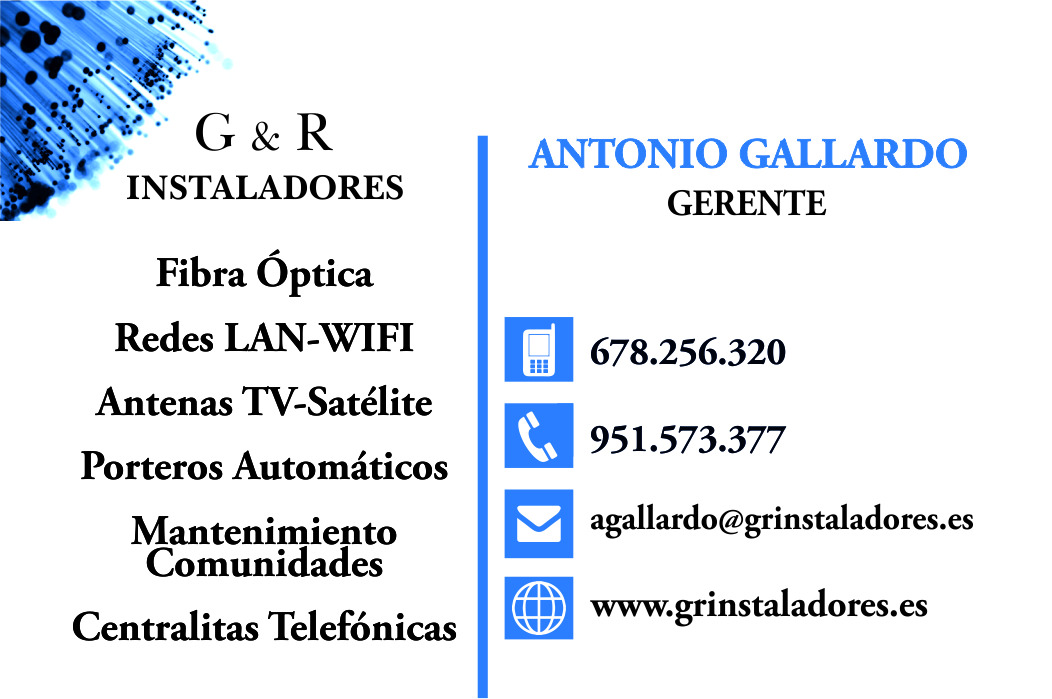 G & R
INSTALADORES
Fibra Óptica
Redes LAN-WIFI
Antenas TV-Satélite
Porteros Automáticos
Mantenimiento
Comunidades
Centralitas Telefónicas
ANTONIO GALLARDO
GERENTE
678.256.320
951.573.377
agallardo@grinstaladores.es
www.grinstaladores.es